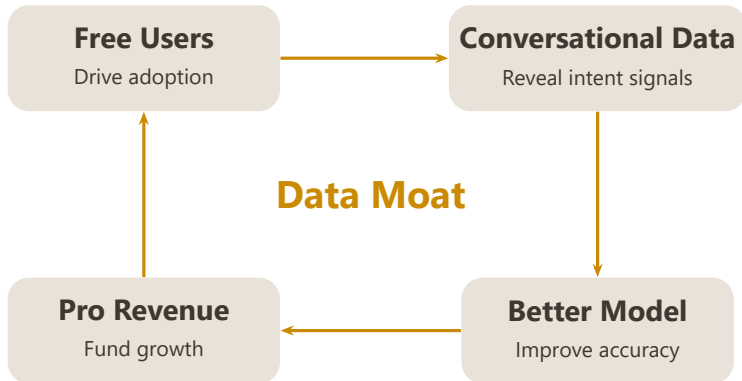 Free Users
Drive adoption
Conversational Data
Reveal intent signals
Data Moat
Pro Revenue
Fund growth
Better Model
Improve accuracy